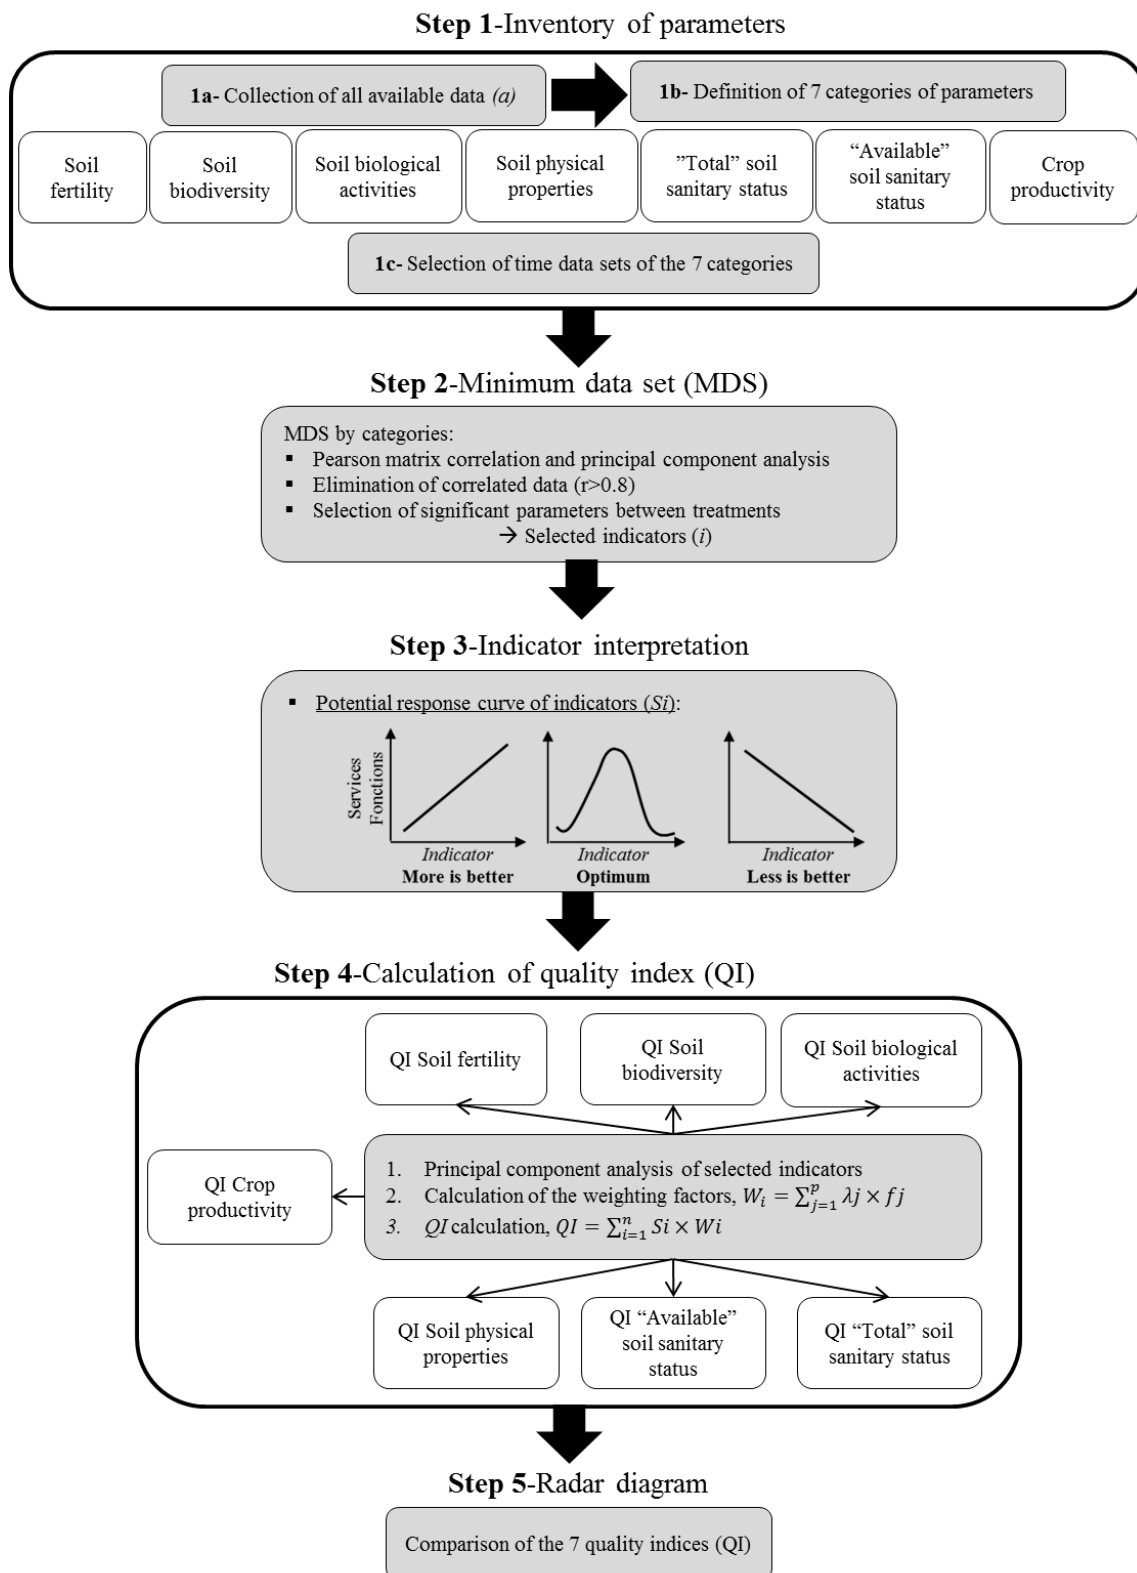 Step 1-Inventory of parameters
1a- Collection of all available data (a)
1b- Definition of 7 categories of parameters
Soil
fertility
Soil
biodiversity
Soil biological
activities
Soil physical
properties
”Total” soil
sanitary status
“Available”
soil sanitary
status
Crop
productivity
1c- Selection of time data sets of the 7 categories
Step 2-Minimum data set (MDS)
MDS by categories:
▪ Pearson matrix correlation and principal component analysis
▪ Elimination of correlated data (r>0.8)
▪ Selection of significant parameters between treatments
→ Selected indicators (i)
Step 3-Indicator interpretation
▪ Potential response curve of indicators (Si):
Services
Fonctions
Indicator
More is better
Indicator
Optimum
Indicator
Less is better
Step 4-Calculation of quality index (QI)
QI Soil fertility
QI Soil
biodiversity
QI Soil biological
activities
QI Crop
productivity
1. Principal component analysis of selected indicators
2. Calculation of the weighting factors, W_i = ∑_{j=1}^{p} λj × fj
3. QI calculation, QI = ∑_{i=1}^{n} Si × Wi
QI Soil physical
properties
QI “Available”
soil sanitary
status
QI “Total” soil
sanitary status
Step 5-Radar diagram
Comparison of the 7 quality indices (QI)